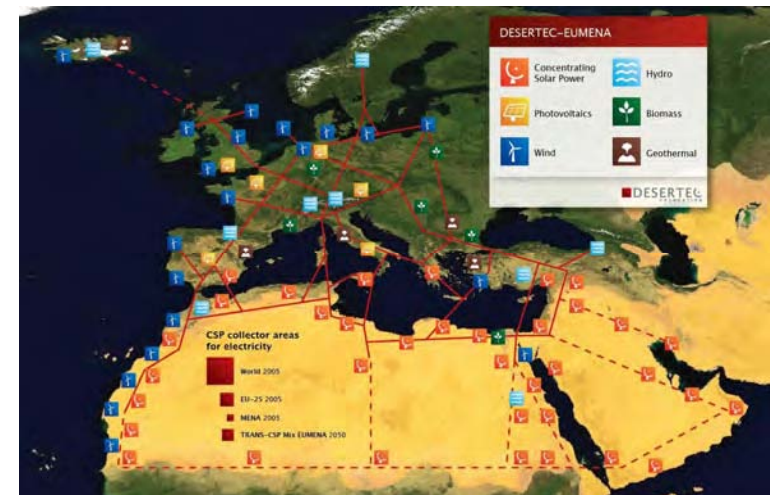 DESERTEC–EUMENA
Concentrating
Solar Power
Hydro
Photovoltaics
Biomass
Wind
Geothermal
DESERTEC
FOUNDATION
CSP collector areas
for electricity
World 2005
EU-25 2005
MENA 2005
TRANS-CSP Mix EUMENA 2050